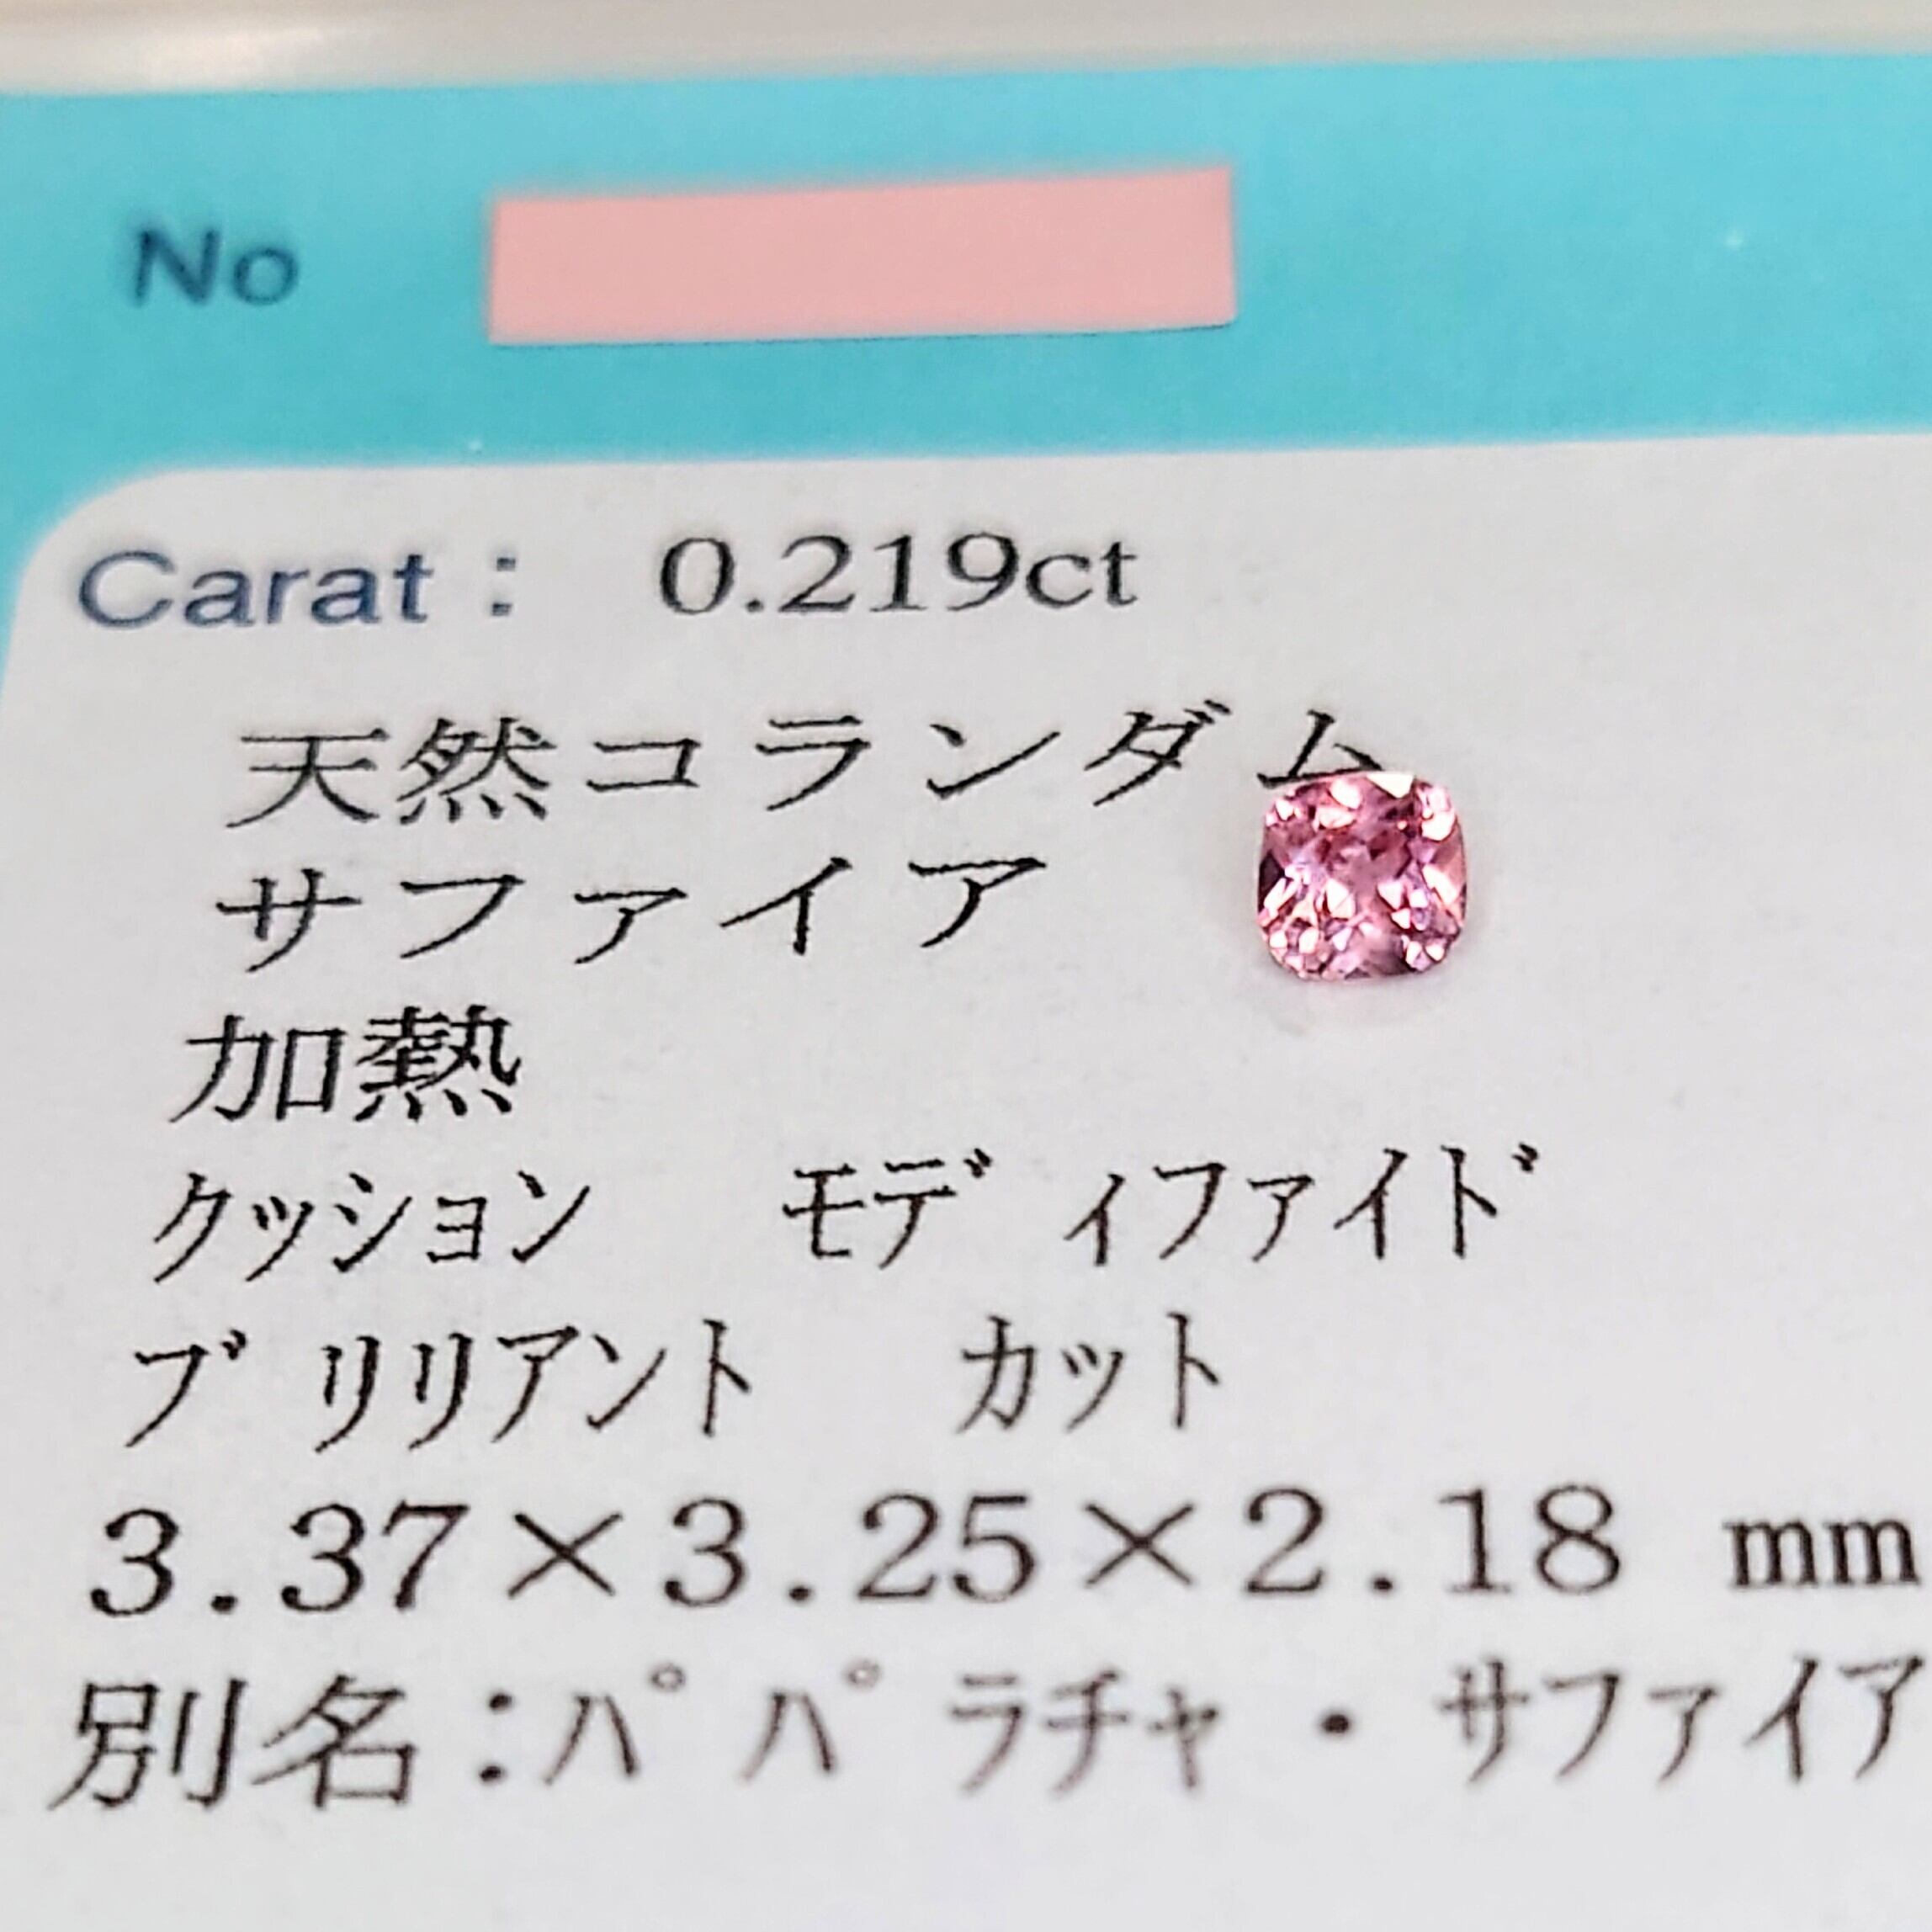 No
Carat : 0.219ct
天然コランダム
サファイア
加熱
ｸｯｼｮﾝ ﾓﾃﾞｨﾌｧｲﾄﾞ
ﾌﾞﾘﾘｱﾝﾄ ｶｯﾄ
3.37×3.25×2.18 mm
別名:ﾊﾟﾊﾟﾗﾁｬ・ｻﾌｧｲｱ